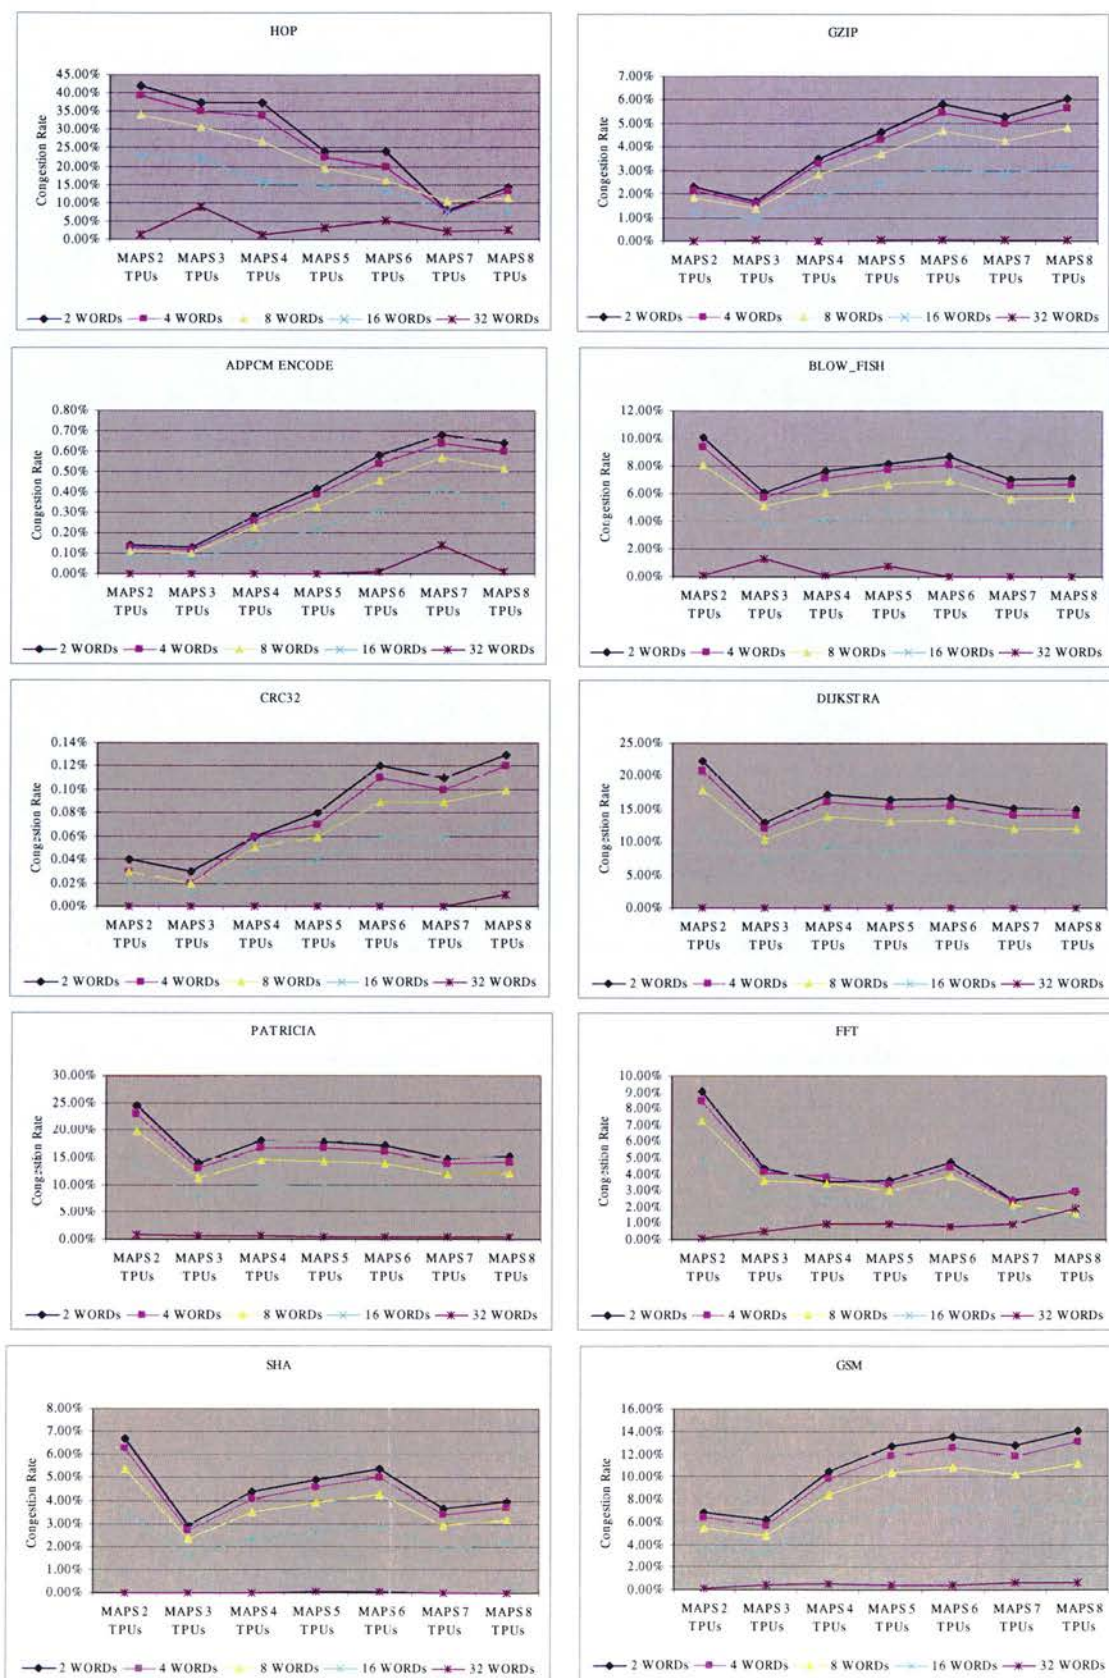 HOP
Congestion Rate
45.00%
40.00%
35.00%
30.00%
25.00%
20.00%
15.00%
10.00%
5.00%
0.00%
MAPS 2 MAPS 3 MAPS 4 MAPS 5 MAPS 6 MAPS 7 MAPS 8
TPUs TPUs TPUs TPUs TPUs TPUs TPUs
2 WORDs 4 WORDs 8 WORDs 16 WORDs 32 WORDs
GZIP
Congestion Rate
7.00%
6.00%
5.00%
4.00%
3.00%
2.00%
1.00%
0.00%
MAPS 2 MAPS 3 MAPS 4 MAPS 5 MAPS 6 MAPS 7 MAPS 8
TPUs TPUs TPUs TPUs TPUs TPUs TPUs
2 WORDs 4 WORDs 8 WORDs 16 WORDs 32 WORDs
ADPCM ENCODE
Congestion Rate
0.80%
0.70%
0.60%
0.50%
0.40%
0.30%
0.20%
0.10%
0.00%
MAPS 2 MAPS 3 MAPS 4 MAPS 5 MAPS 6 MAPS 7 MAPS 8
TPUs TPUs TPUs TPUs TPUs TPUs TPUs
2 WORDs 4 WORDs 8 WORDs 16 WORDs 32 WORDs
BLOW_FISH
Congestion Rate
12.00%
10.00%
8.00%
6.00%
4.00%
2.00%
0.00%
MAPS 2 MAPS 3 MAPS 4 MAPS 5 MAPS 6 MAPS 7 MAPS 8
TPUs TPUs TPUs TPUs TPUs TPUs TPUs
2 WORDs 4 WORDs 8 WORDs 16 WORDs 32 WORDs
CRC32
Congestion Rate
0.14%
0.12%
0.10%
0.08%
0.06%
0.04%
0.02%
0.00%
MAPS 2 MAPS 3 MAPS 4 MAPS 5 MAPS 6 MAPS 7 MAPS 8
TPUs TPUs TPUs TPUs TPUs TPUs TPUs
2 WORDs 4 WORDs 8 WORDs 16 WORDs 32 WORDs
DIJKSTRA
Congestion Rate
25.00%
20.00%
15.00%
10.00%
5.00%
0.00%
MAPS 2 MAPS 3 MAPS 4 MAPS 5 MAPS 6 MAPS 7 MAPS 8
TPUs TPUs TPUs TPUs TPUs TPUs TPUs
2 WORDs 4 WORDs 8 WORDs 16 WORDs 32 WORDs
PATRICIA
Congestion Rate
30.00%
25.00%
20.00%
15.00%
10.00%
5.00%
0.00%
MAPS 2 MAPS 3 MAPS 4 MAPS 5 MAPS 6 MAPS 7 MAPS 8
TPUs TPUs TPUs TPUs TPUs TPUs TPUs
2 WORDs 4 WORDs 8 WORDs 16 WORDs 32 WORDs
FFT
Congestion Rate
10.00%
9.00%
8.00%
7.00%
6.00%
5.00%
4.00%
3.00%
2.00%
1.00%
0.00%
MAPS 2 MAPS 3 MAPS 4 MAPS 5 MAPS 6 MAPS 7 MAPS 8
TPUs TPUs TPUs TPUs TPUs TPUs TPUs
2 WORDs 4 WORDs 8 WORDs 16 WORDs 32 WORDs
SHA
Congestion Rate
8.00%
7.00%
6.00%
5.00%
4.00%
3.00%
2.00%
1.00%
0.00%
MAPS 2 MAPS 3 MAPS 4 MAPS 5 MAPS 6 MAPS 7 MAPS 8
TPUs TPUs TPUs TPUs TPUs TPUs TPUs
2 WORDs 4 WORDs 8 WORDs 16 WORDs 32 WORDs
GSM
Congestion Rate
16.00%
14.00%
12.00%
10.00%
8.00%
6.00%
4.00%
2.00%
0.00%
MAPS 2 MAPS 3 MAPS 4 MAPS 5 MAPS 6 MAPS 7 MAPS 8
TPUs TPUs TPUs TPUs TPUs TPUs TPUs
2 WORDs 4 WORDs 8 WORDs 16 WORDs 32 WORDs